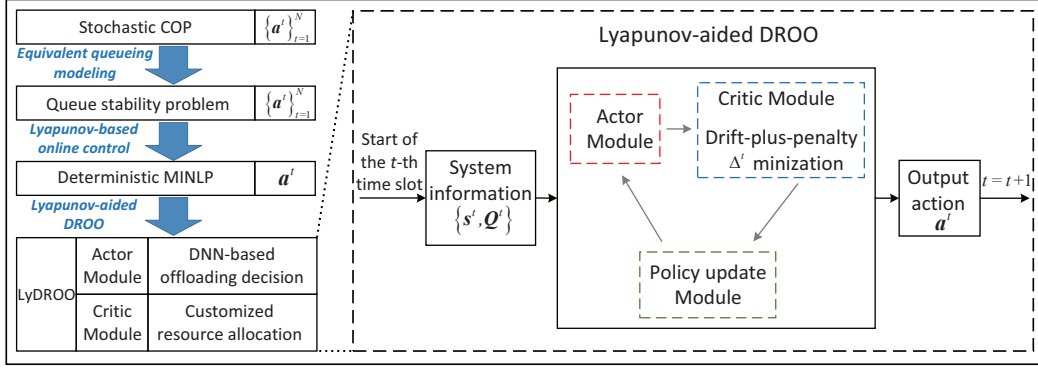 Stochastic COP
{a^t}_{t=1}^N
Equivalent queueing
modeling
Queue stability problem
{a^t}_{t=1}^N
Lyapunov-based
online control
Deterministic MINLP
a^t
Lyapunov-aided
DROO
LyDROO
Actor
Module
DNN-based
offloading decision
Critic
Module
Customized
resource allocation
Lyapunov-aided DROO
Start of
the t-th
time slot
System
information
{s^t, Q^t}
Actor
Module
Critic Module
Drift-plus-penalty
Δ^t minization
Policy update
Module
Output
action
a^t
t = t+1